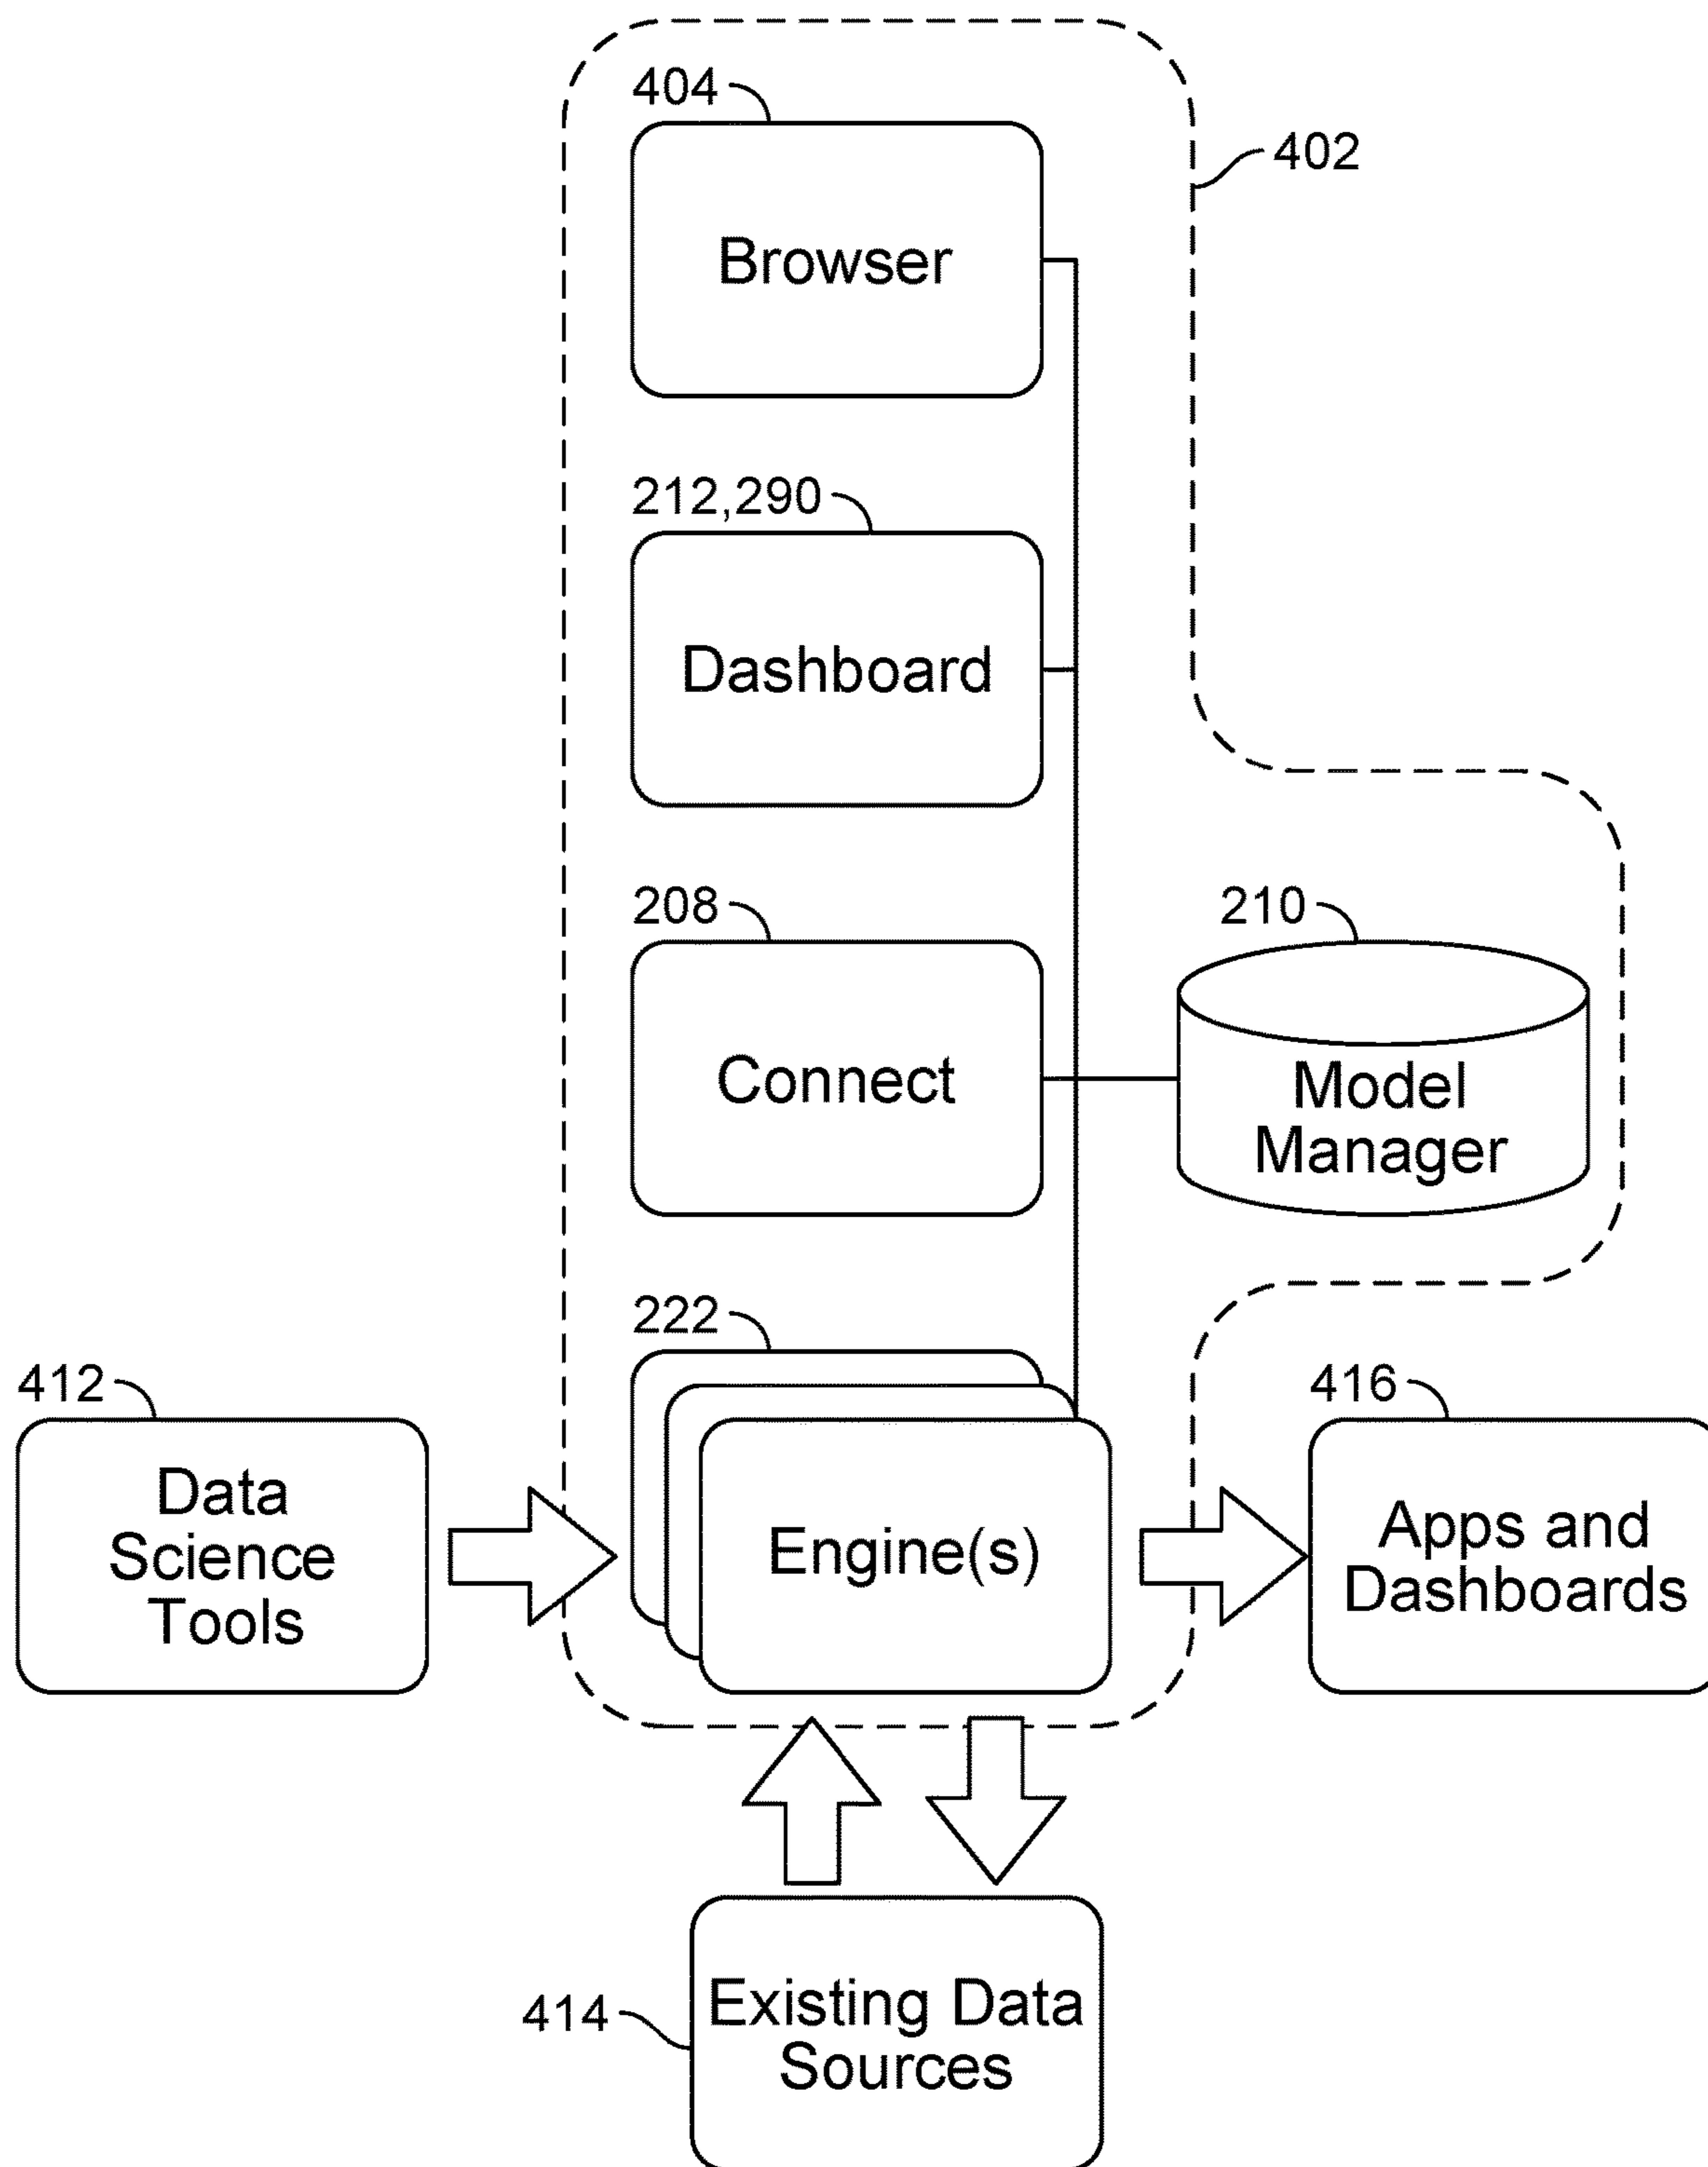 404
402
Browser
212,290
Dashboard
208
210
Connect
Model
Manager
222
412
416
Data
Science
Tools
Engine(s)
Apps and
Dashboards
414
Existing Data
Sources